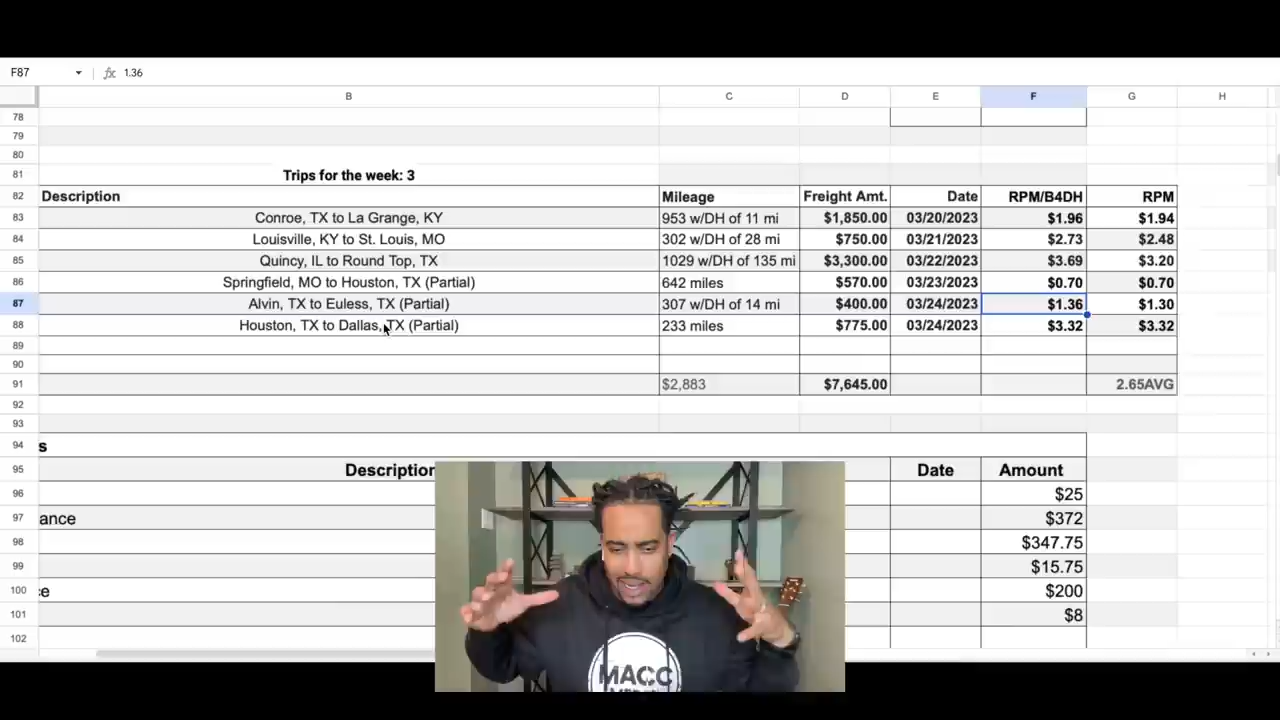 F87 fx 1.36
B C D E F G H
78
79
80
81 Trips for the week: 3
82 Description Mileage Freight Amt. Date RPM/B4DH RPM
83 Conroe, TX to La Grange, KY 953 w/DH of 11 mi $1,850.00 03/20/2023 $1.96 $1.94
84 Louisville, KY to St. Louis, MO 302 w/DH of 28 mi $750.00 03/21/2023 $2.73 $2.48
85 Quincy, IL to Round Top, TX 1029 w/DH of 135 mi $3,300.00 03/22/2023 $3.69 $3.20
86 Springfield, MO to Houston, TX (Partial) 642 miles $570.00 03/23/2023 $0.70 $0.70
87 Alvin, TX to Euless, TX (Partial) 307 w/DH of 14 mi $400.00 03/24/2023 $1.36 $1.30
88 Houston, TX to Dallas, TX (Partial) 233 miles $775.00 03/24/2023 $3.32 $3.32
89
90
91 $2,883 $7,645.00 2.65AVG
92
93
94 s
95 Description Date Amount
96 $25
97 ance $372
98 $347.75
99 $15.75
100 e $200
101 $8
102
MACC